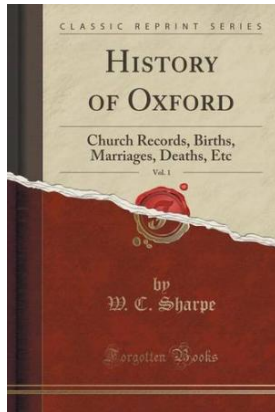 CLASSIC REPRINT SERIES
HISTORY
OF OXFORD
Church Records, Births,
Marriages, Deaths, Etc
Vol. 1
by
W. C. Sharpe
Forgotten Books